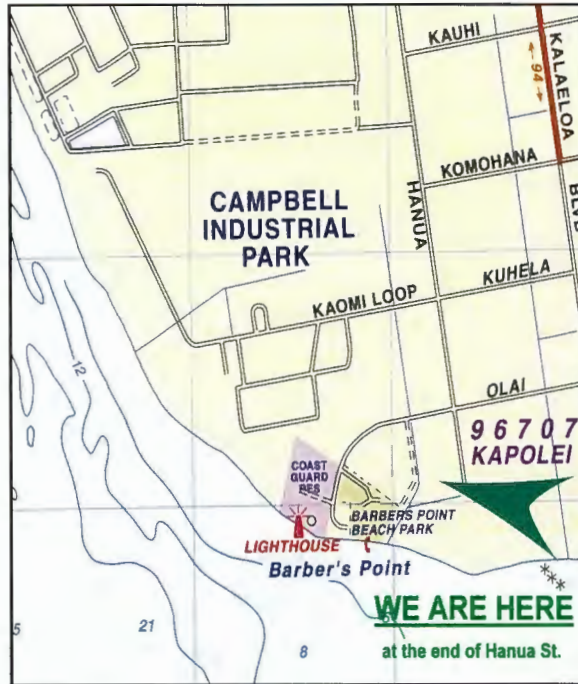 KAUHI
← 94 →
KALAELOA
BLVD
KOMOHANA
HANUA
CAMPBELL
INDUSTRIAL
PARK
KUHELA
KAOMI LOOP
OLAI
12
96707
KAPOLEI
COAST
GUARD
RES
BARBERS POINT
BEACH PARK
LIGHTHOUSE
Barber's Point
WE ARE HERE
at the end of Hanua St.
5
21
8